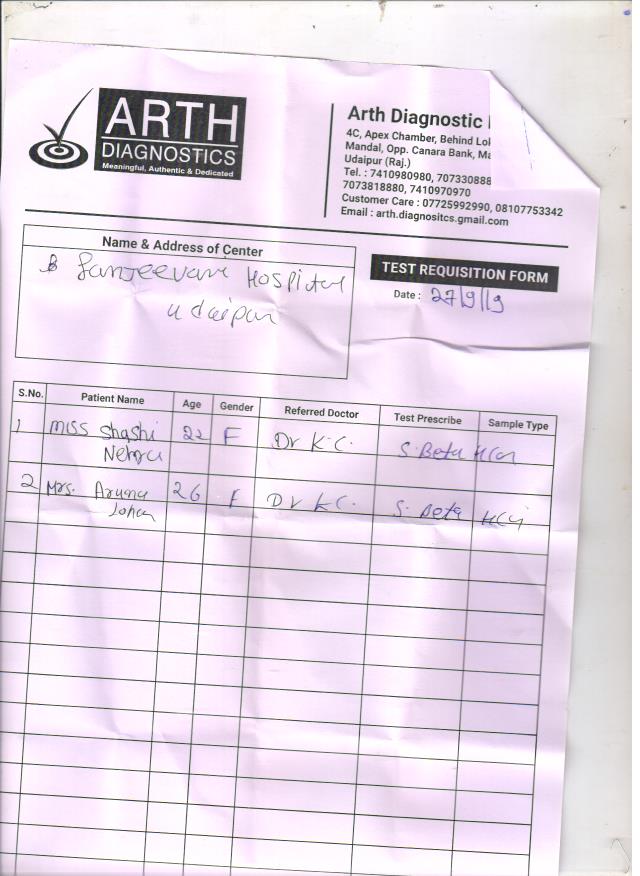 ARTH
DIAGNOSTICS
Meaningful, Authentic & Dedicated
Arth Diagnostic
4C, Apex Chamber, Behind Lo
Mandal, Opp. Canara Bank, Ma
Udaipur (Raj.)
Tel. : 7410980980, 707330888
7073818880, 7410970970
Customer Care : 07725992990, 08107753342
Email : arth.diagnositcs.gmail.com
Name & Address of Center
Sanjeevani Hospital
Udaipur
TEST REQUISITION FORM
Date : 27/9/19
S.No. Patient Name Age Gender Referred Doctor Test Prescribe Sample Type
1 Miss Shashi 22 F Dr K.C. S. Beta HCG
Nehra
2 Mrs. Aruna 26 F Dr K.C. S. Beta HCG